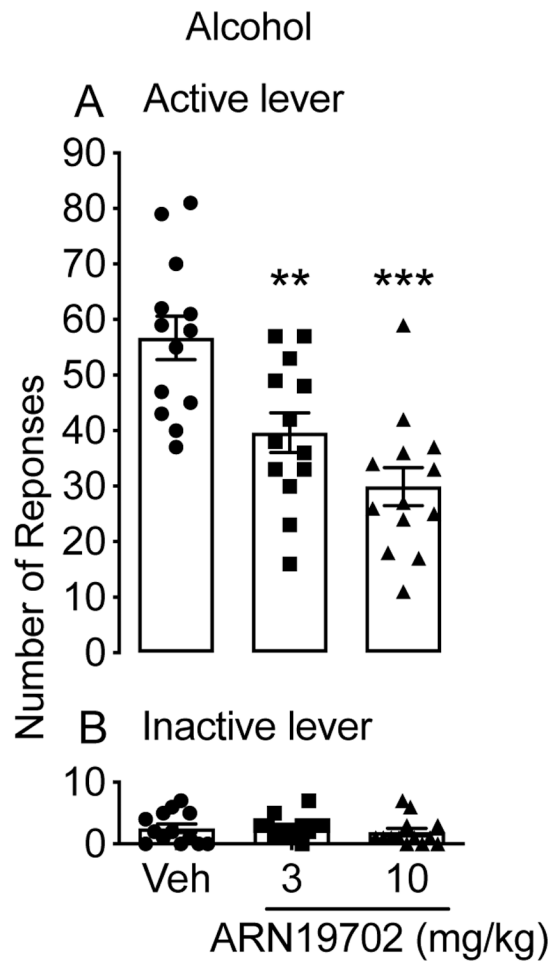 Alcohol
A Active lever
90
80
70
60
50
40
30
20
10
0
** ***
Number of Reponses
B Inactive lever
10
0
Veh 3 10
ARN19702 (mg/kg)